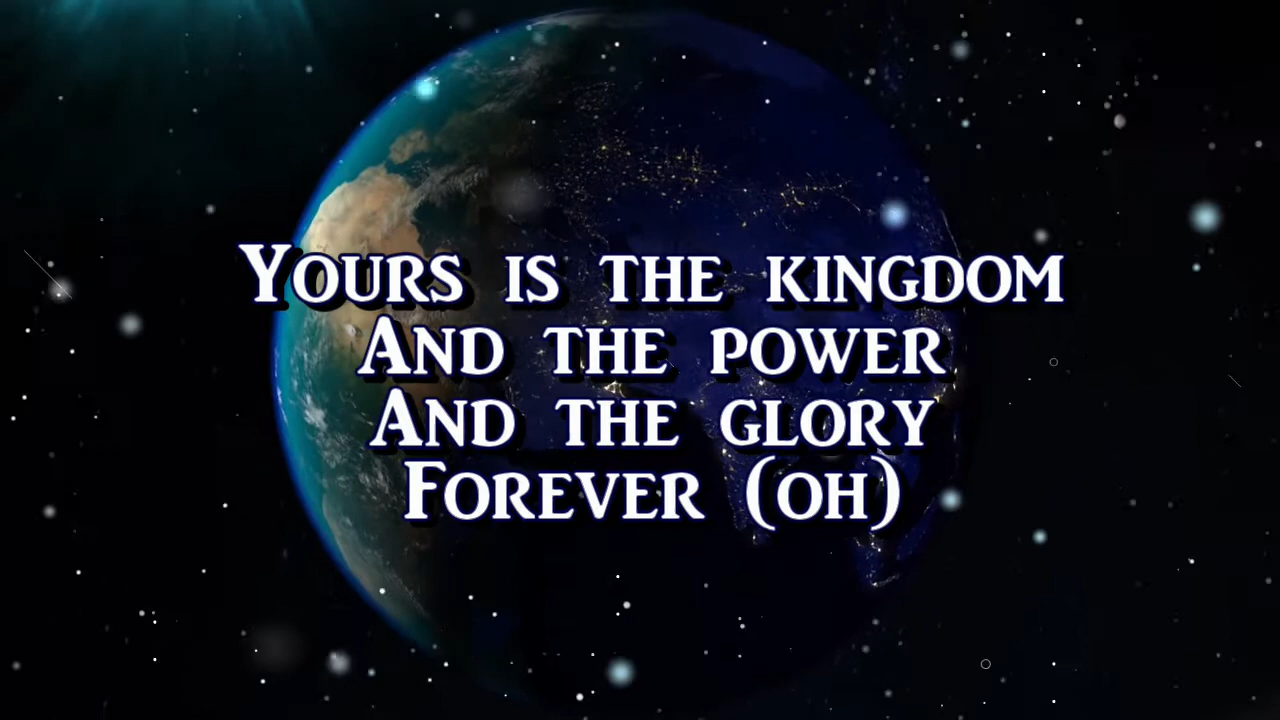 Yours is the kingdom
And the power
And the glory
Forever (oh)